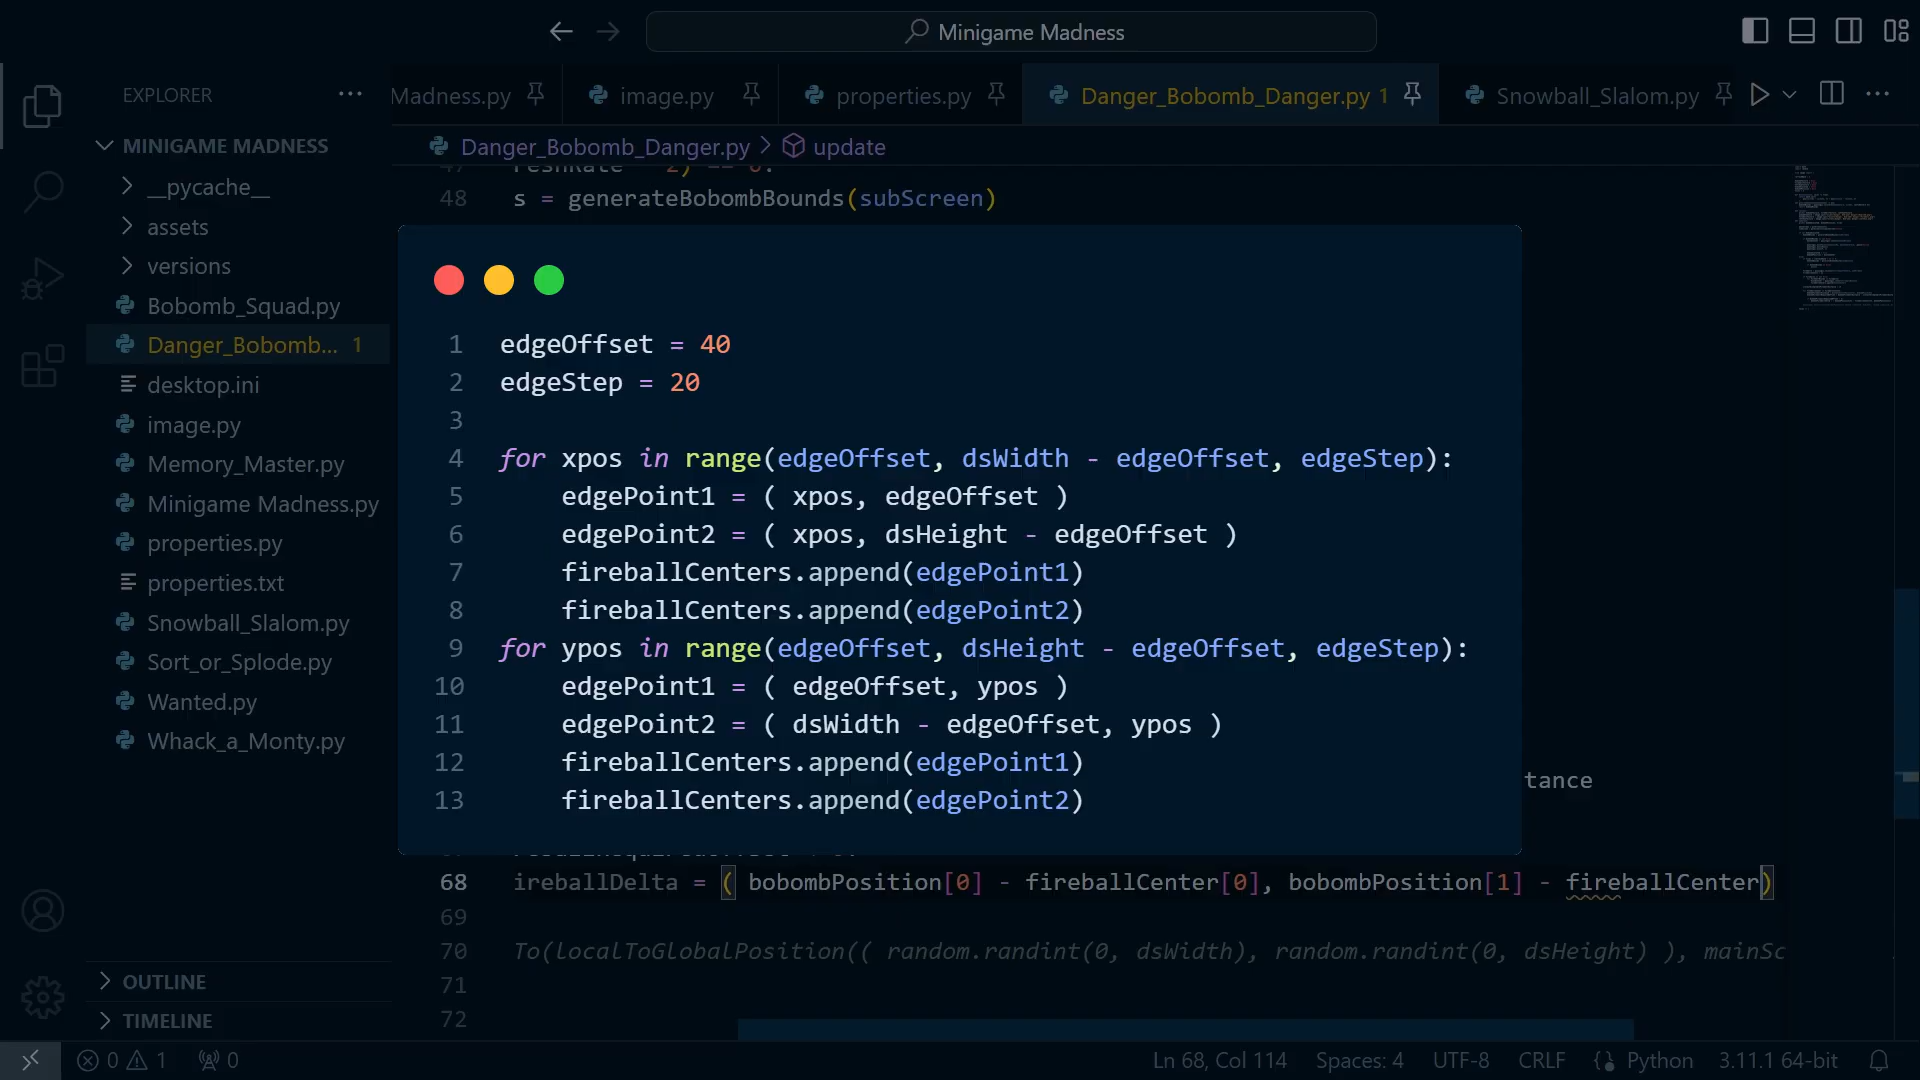 Minigame Madness
EXPLORER
Madness.py
image.py
properties.py
Danger_Bobomb_Danger.py 1
Snowball_Slalom.py
MINIGAME MADNESS
Danger_Bobomb_Danger.py > update
__pycache__
assets
versions
Bobomb_Squad.py
Danger_Bobomb... 1
desktop.ini
image.py
Memory_Master.py
Minigame Madness.py
properties.py
properties.txt
Snowball_Slalom.py
Sort_or_Splode.py
Wanted.py
Whack_a_Monty.py
OUTLINE
TIMELINE
48 s = generateBobombBounds(subScreen)
1 edgeOffset = 40
2 edgeStep = 20
3
4 for xpos in range(edgeOffset, dsWidth - edgeOffset, edgeStep):
5 edgePoint1 = ( xpos, edgeOffset )
6 edgePoint2 = ( xpos, dsHeight - edgeOffset )
7 fireballCenters.append(edgePoint1)
8 fireballCenters.append(edgePoint2)
9 for ypos in range(edgeOffset, dsHeight - edgeOffset, edgeStep):
10 edgePoint1 = ( edgeOffset, ypos )
11 edgePoint2 = ( dsWidth - edgeOffset, ypos )
12 fireballCenters.append(edgePoint1)
13 fireballCenters.append(edgePoint2)
tance
68 ireballDelta = ( bobombPosition[0] - fireballCenter[0], bobombPosition[1] - fireballCenter)
69
70 To(localToGlobalPosition(( random.randint(0, dsWidth), random.randint(0, dsHeight) ), mainSc
71
72
0 1 0
Ln 68, Col 114 Spaces: 4 UTF-8 CRLF Python 3.11.1 64-bit